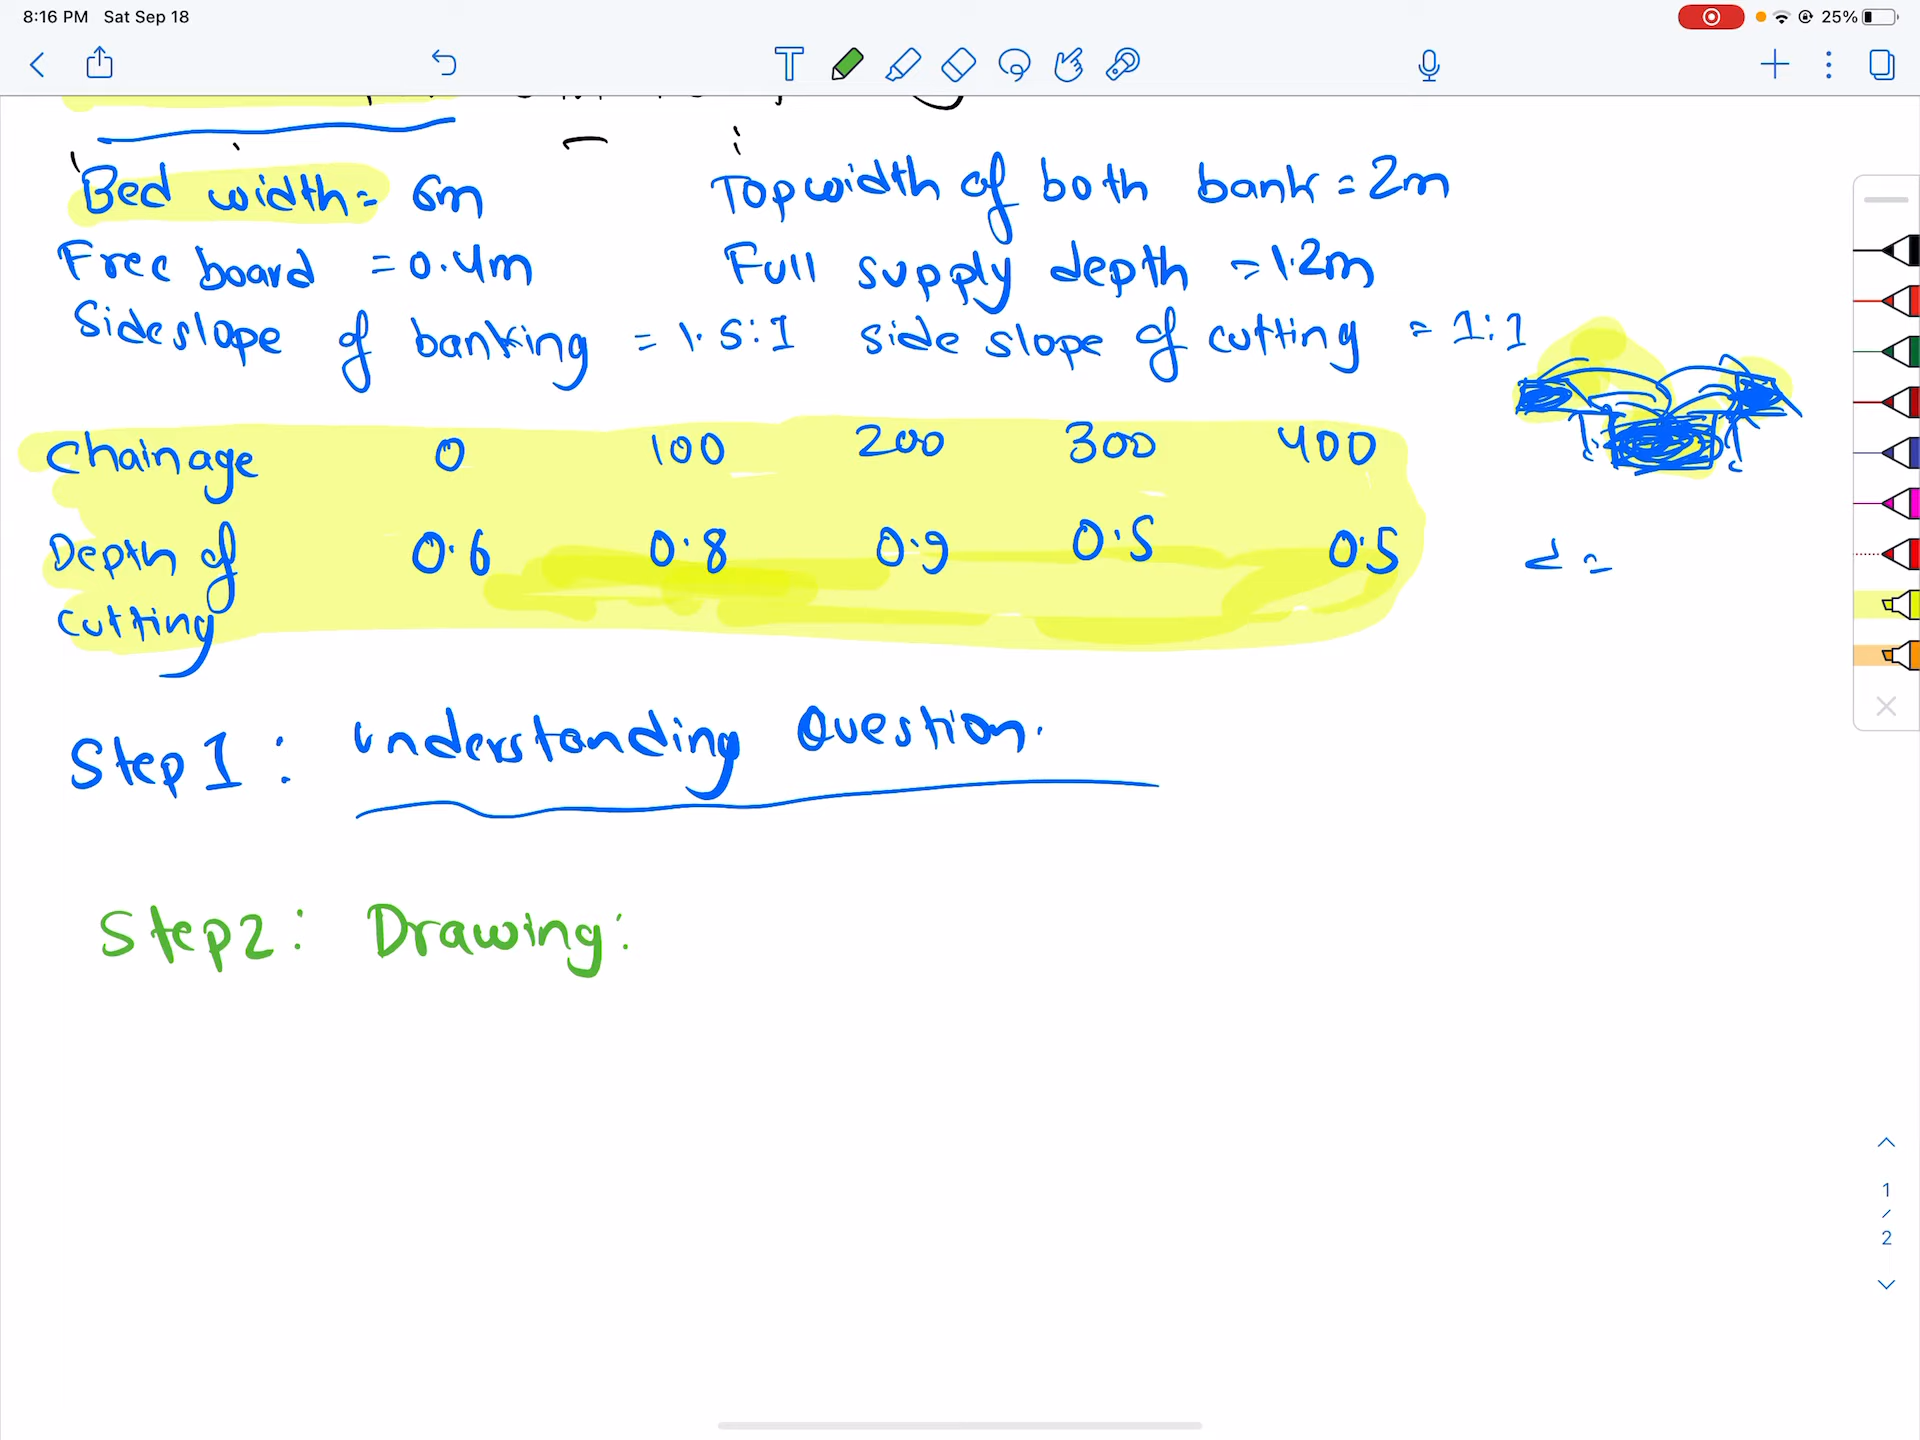 8:16 PM Sat Sep 18
25%
Bed width = 6m Top width of both bank = 2m
Free board = 0.4m Full supply depth = 1.2m
Side slope of banking = 1.5:1 side slope of cutting = 1:1
Chainage 0 100 200 300 400
Depth of cutting 0.6 0.8 0.9 0.5 0.5
d =
Step 1 : understanding Question.
Step 2 : Drawing :
1
/
2